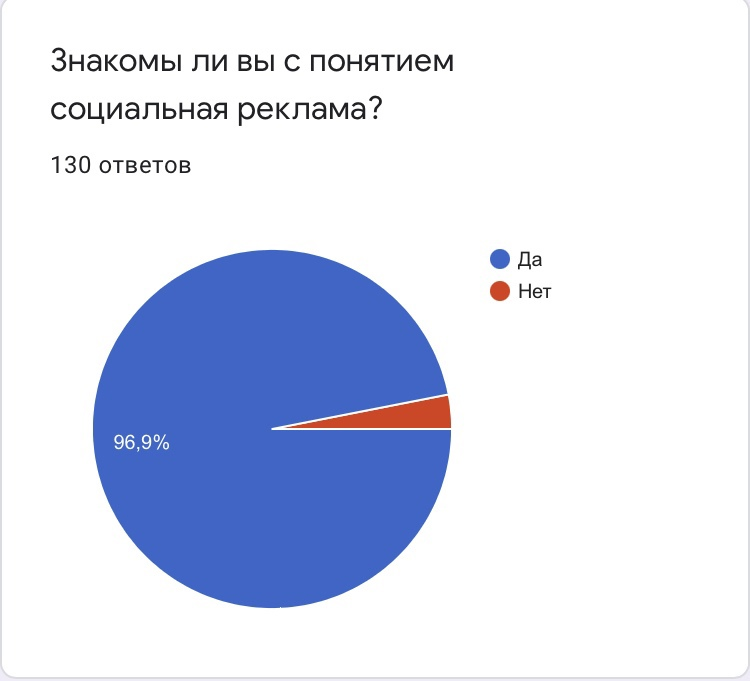 Знакомы ли вы с понятием
социальная реклама?
130 ответов
Да
Нет
96,9%